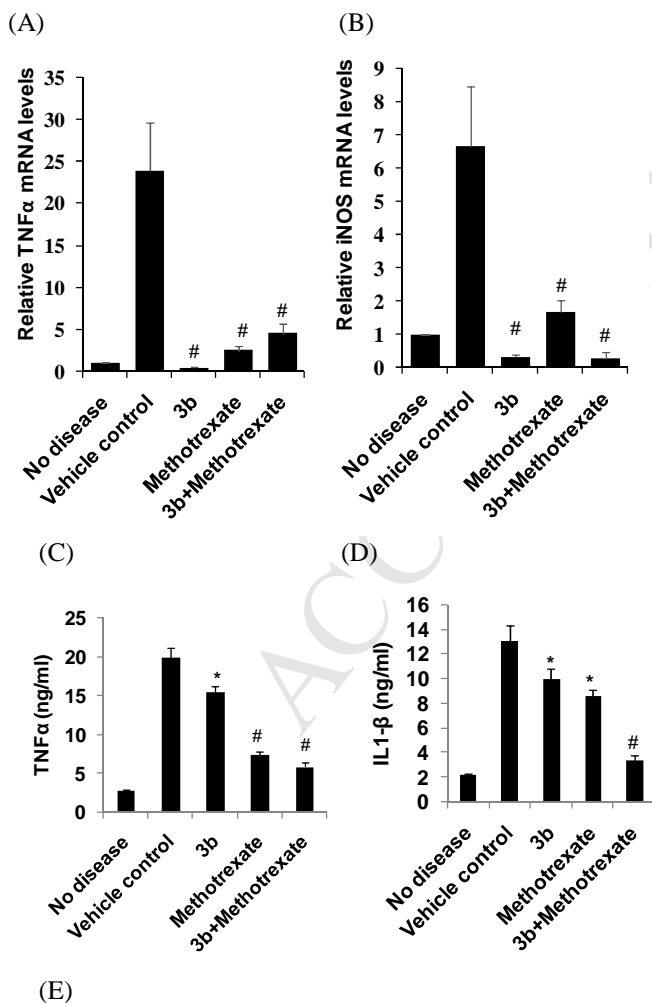 (A)
(B)
Relative TNFα mRNA levels
35
30
25
20
15
10
5
0
#
#
#
No disease
Vehicle control
3b
Methotrexate
3b+Methotrexate
Relative iNOS mRNA levels
9
8
7
6
5
4
3
2
1
0
#
#
#
No disease
Vehicle control
3b
Methotrexate
3b+Methotrexate
(C)
(D)
TNFα (ng/ml)
25
20
15
10
5
0
*
#
#
No disease
Vehicle control
3b
Methotrexate
3b+Methotrexate
IL1-β (ng/ml)
16
14
12
10
8
6
4
2
0
*
*
#
No disease
Vehicle control
3b
Methotrexate
3b+Methotrexate
ACC
(E)